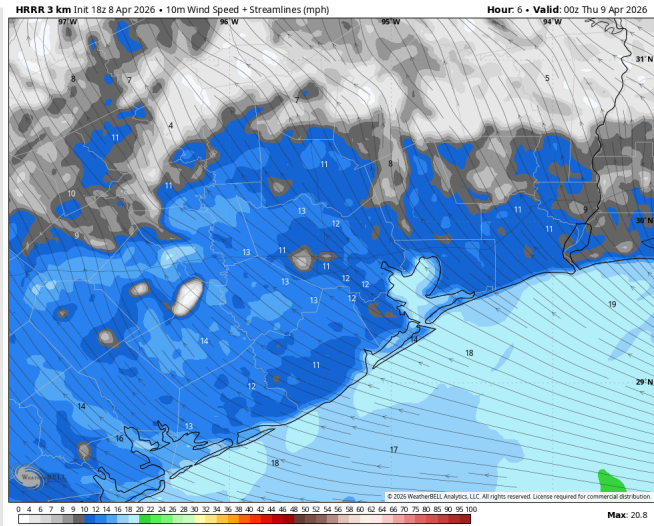 HRRR 3 km Init 18z 8 Apr 2026 • 10m Wind Speed + Streamlines (mph)
Hour: 6 • Valid: 00z Thu 9 Apr 2026
97°W 96°W 95°W 94°W
31°N
8 7 5
7
4
11
11 8
11
10
13 11 9 30°N
12
9 11
13 11
11
13 12 12
13 12 19
14
14 18
11 29°N
12
14
13
16
17
18
WeatherBELL
© 2026 WeatherBELL Analytics, LLC. All rights reserved. License required for commercial distribution.
0 4 6 8 9 10 12 14 16 18 20 22 24 26 28 30 32 34 36 38 40 42 44 46 48 50 52 54 56 58 60 65 70 75 80 85 90 95 100
Max: 20.8